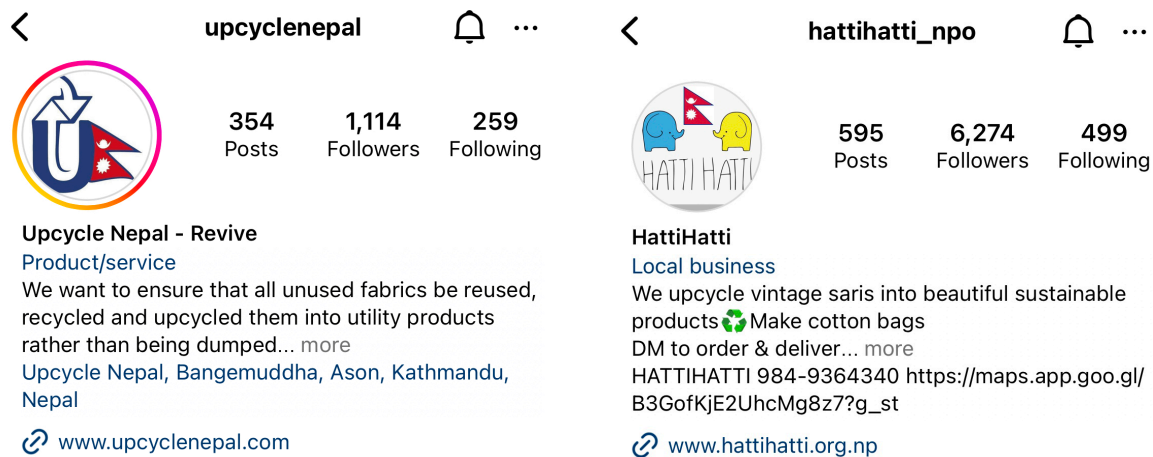 upcyclenepal
U
354
Posts
1,114
Followers
259
Following
Upcycle Nepal - Revive
Product/service
We want to ensure that all unused fabrics be reused,
recycled and upcycled them into utility products
rather than being dumped... more
Upcycle Nepal, Bangemuddha, Ason, Kathmandu,
Nepal
www.upcyclenepal.com
hattihatti_npo
HATTI HATTI
595
Posts
6,274
Followers
499
Following
HattiHatti
Local business
We upcycle vintage saris into beautiful sustainable
products♻️Make cotton bags
DM to order & deliver... more
HATTIHATTI 984-9364340 https://maps.app.goo.gl/
B3GofKjE2UhcMg8z7?g_st
www.hattihatti.org.np